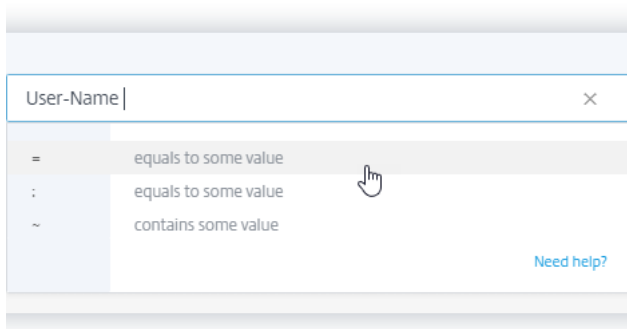 User-Name
= equals to some value
: equals to some value
~ contains some value
Need help?